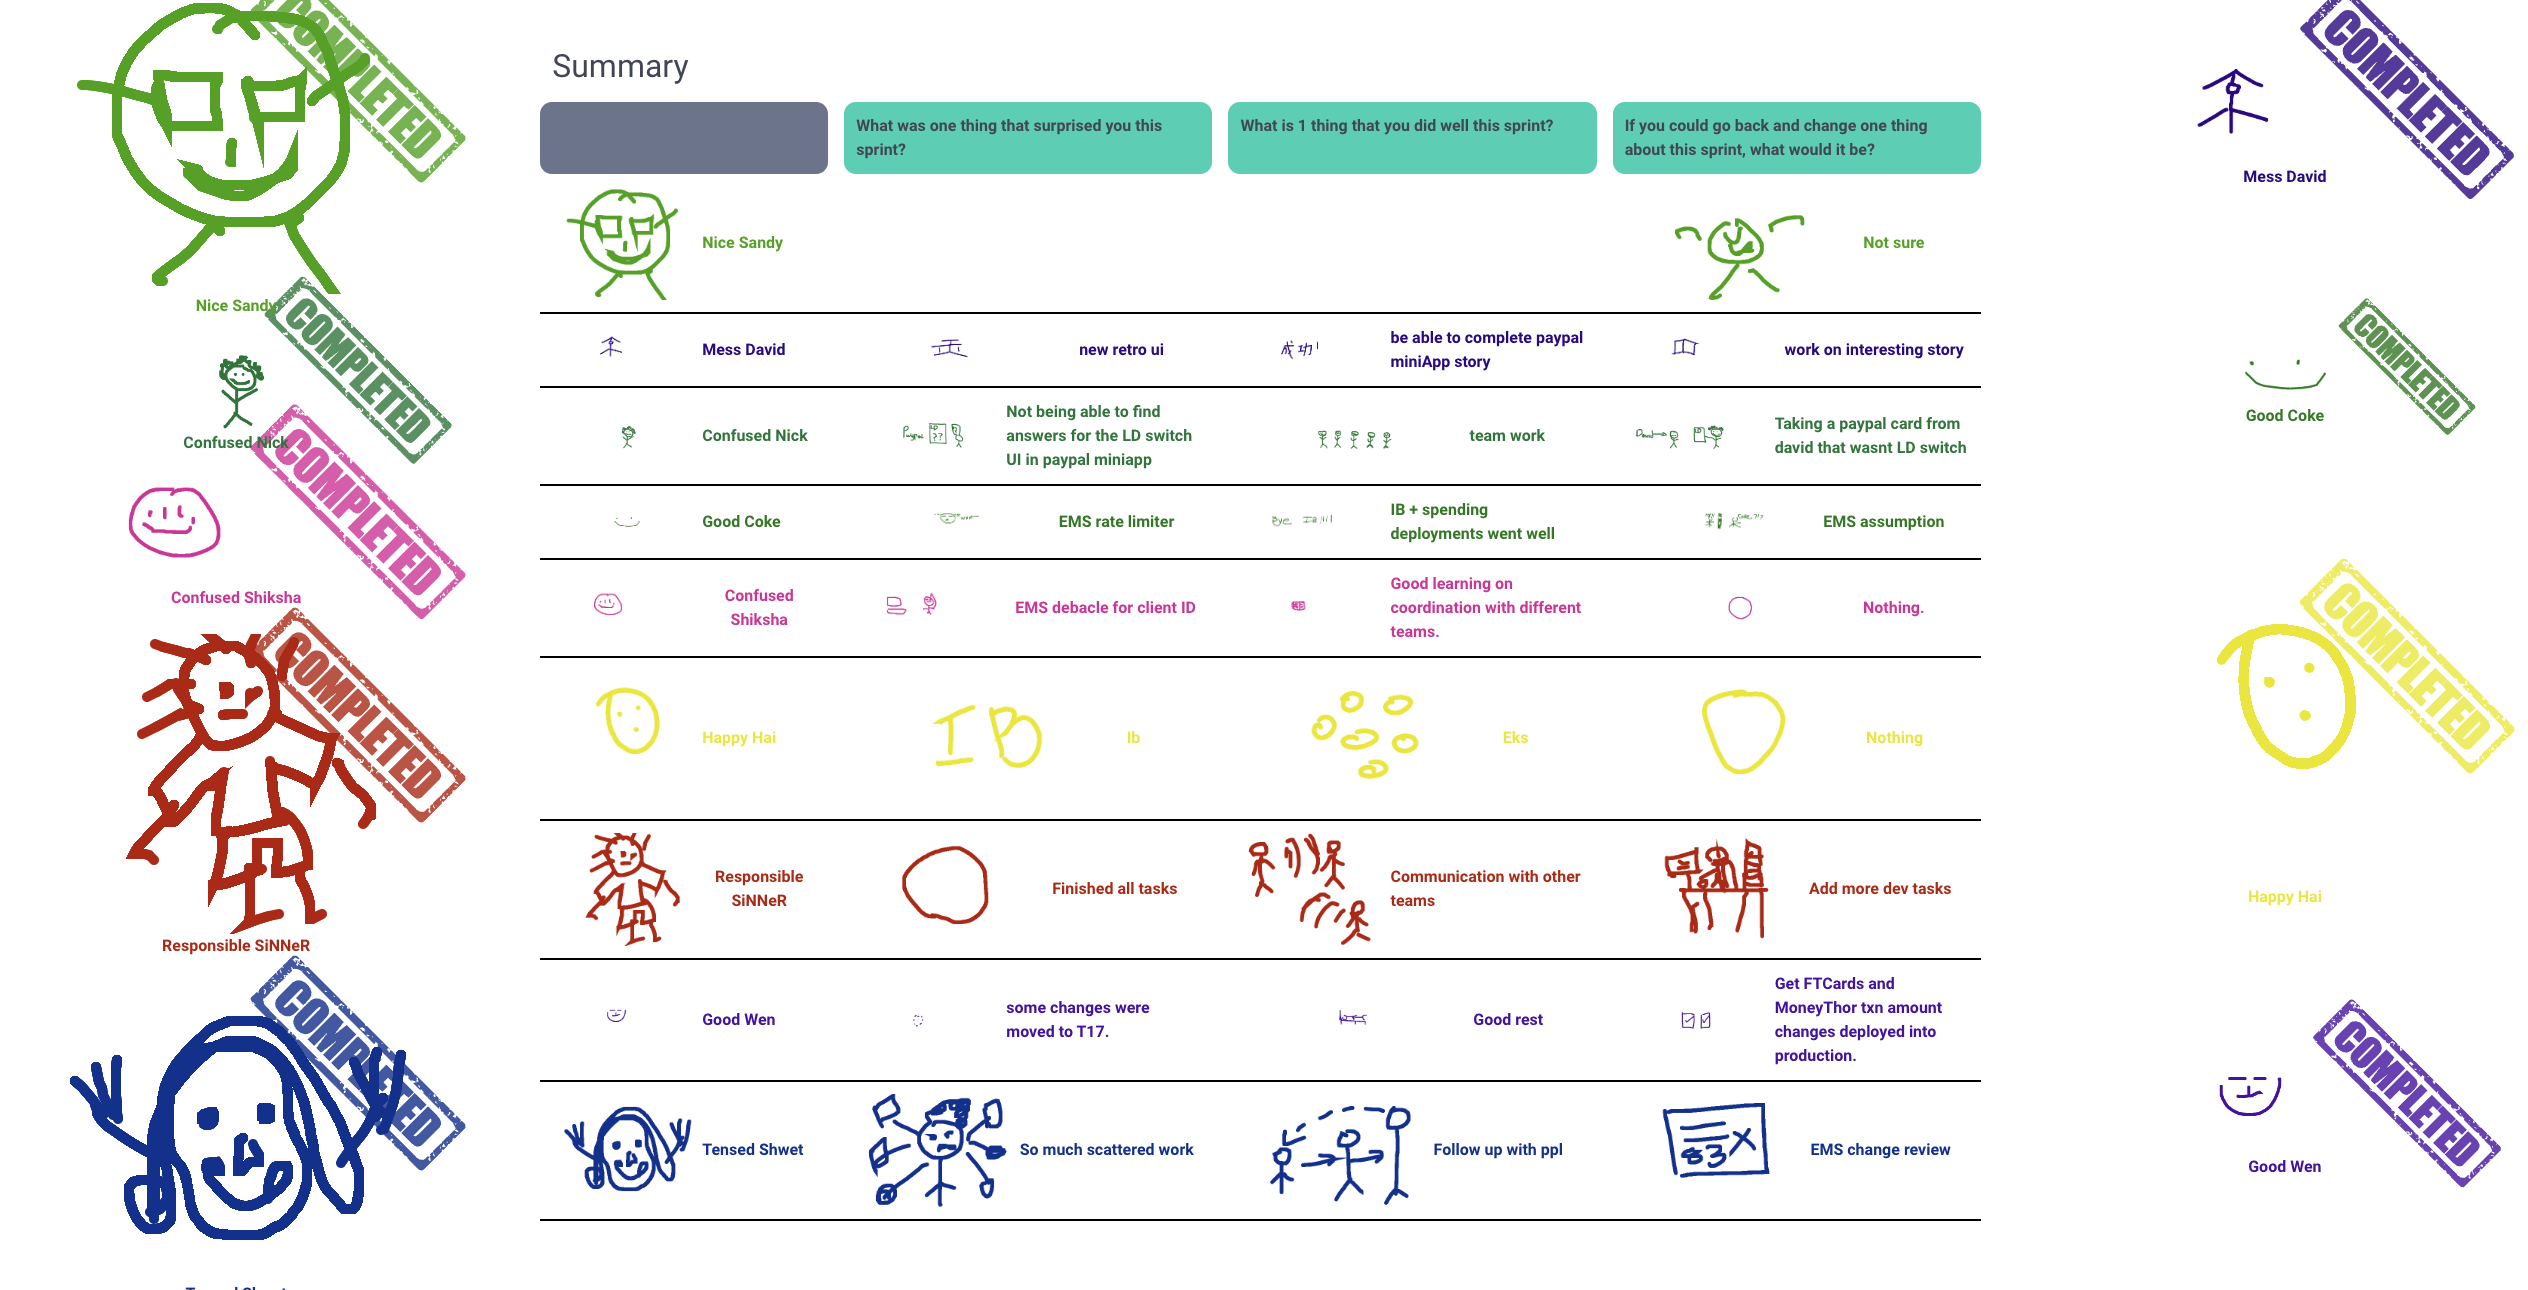 COMPLETED
Nice Sandy
COMPLETED
Confused Nick
COMPLETED
Confused Shiksha
COMPLETED
Responsible SiNNeR
COMPLETED
Summary
What was one thing that surprised you this
sprint?
What is 1 thing that you did well this sprint?
If you could go back and change one thing
about this sprint, what would it be?
Nice Sandy
Not sure
Mess David
new retro ui
成功!
be able to complete paypal
miniApp story
work on interesting story
Confused Nick
Paypal
??
Not being able to find
answers for the LD switch
UI in paypal miniapp
team work
David
Taking a paypal card from
david that wasnt LD switch
Good Coke
EMS rate limiter
Bye IB !!!!
IB + spending
deployments went well
EMS assumption
Confused
Shiksha
EMS debacle for client ID
Good learning on
coordination with different
teams.
Nothing.
Happy Hai
IB
Ib
Eks
Nothing
Responsible
SiNNeR
Finished all tasks
Communication with other
teams
Add more dev tasks
Good Wen
some changes were
moved to T17.
Good rest
Get FTCards and
MoneyThor txn amount
changes deployed into
production.
Tensed Shwet
So much scattered work
Follow up with ppl
83X
EMS change review
COMPLETED
Mess David
COMPLETED
Good Coke
COMPLETED
Happy Hai
COMPLETED
Good Wen